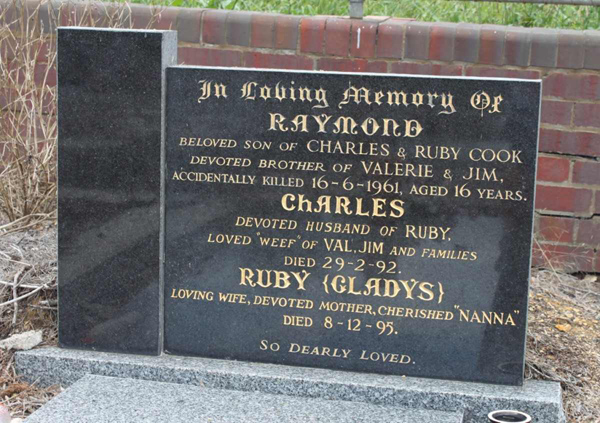 In Loving Memory Of
RAYMOND
BELOVED SON OF CHARLES & RUBY COOK
DEVOTED BROTHER OF VALERIE & JIM,
ACCIDENTALLY KILLED 16-6-1961, AGED 16 YEARS.
CHARLES
DEVOTED HUSBAND OF RUBY.
LOVED "WEEF" OF VAL, JIM AND FAMILIES
DIED 29-2-92.
RUBY {GLADYS}
LOVING WIFE, DEVOTED MOTHER, CHERISHED "NANNA"
DIED 8-12-95.
SO DEARLY LOVED.